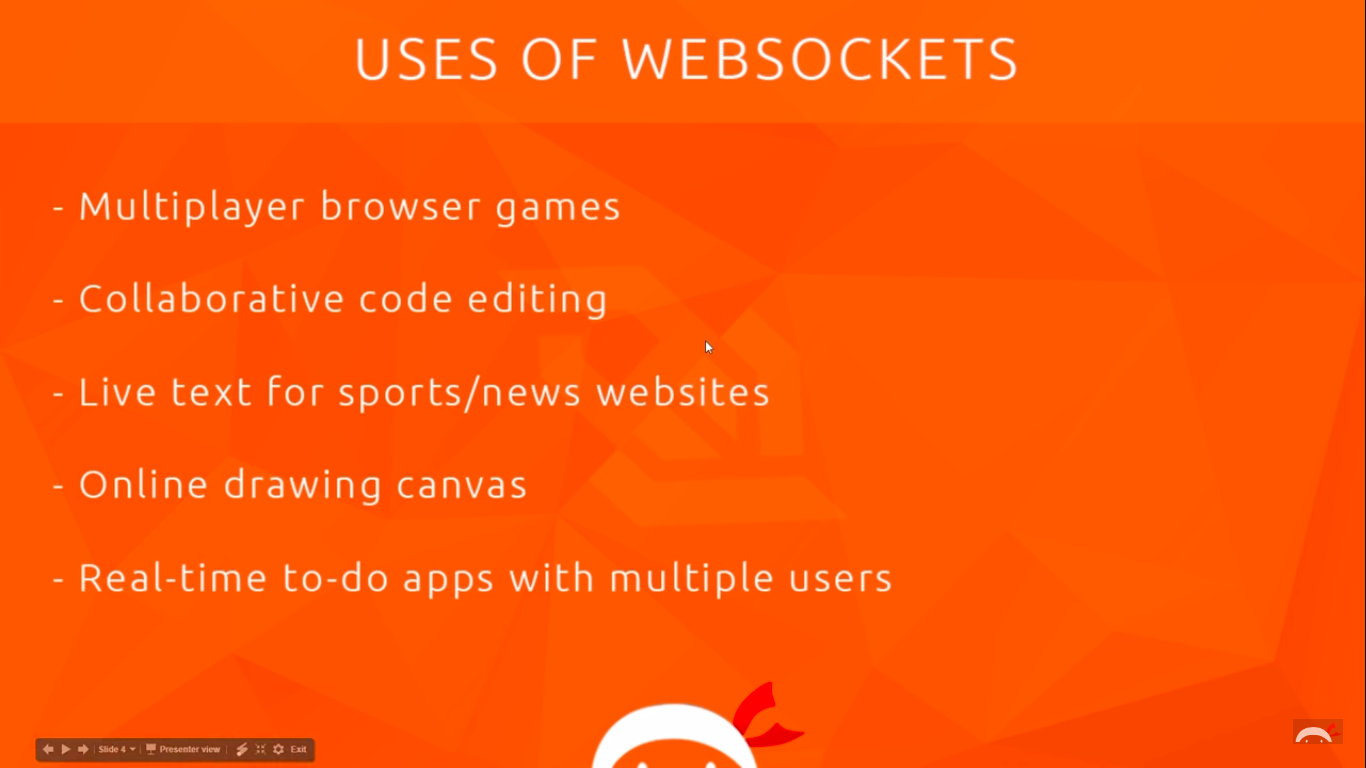 USES OF WEBSOCKETS
- Multiplayer browser games
- Collaborative code editing
- Live text for sports/news websites
- Online drawing canvas
- Real-time to-do apps with multiple users
Slide 4 Presenter view Exit